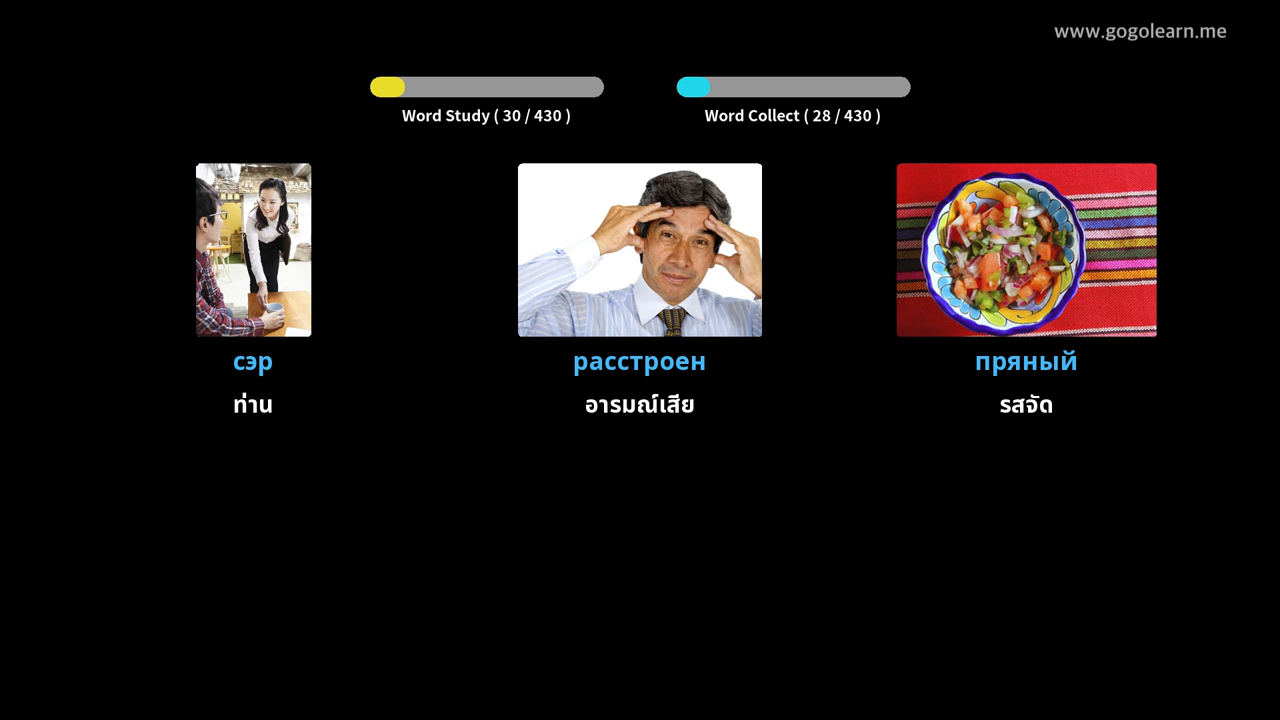 www.gogolearn.me
Word Study ( 30 / 430 )
Word Collect ( 28 / 430 )
сэр
расстроен
пряный
ท่าน
อารมณ์เสีย
รสจัด